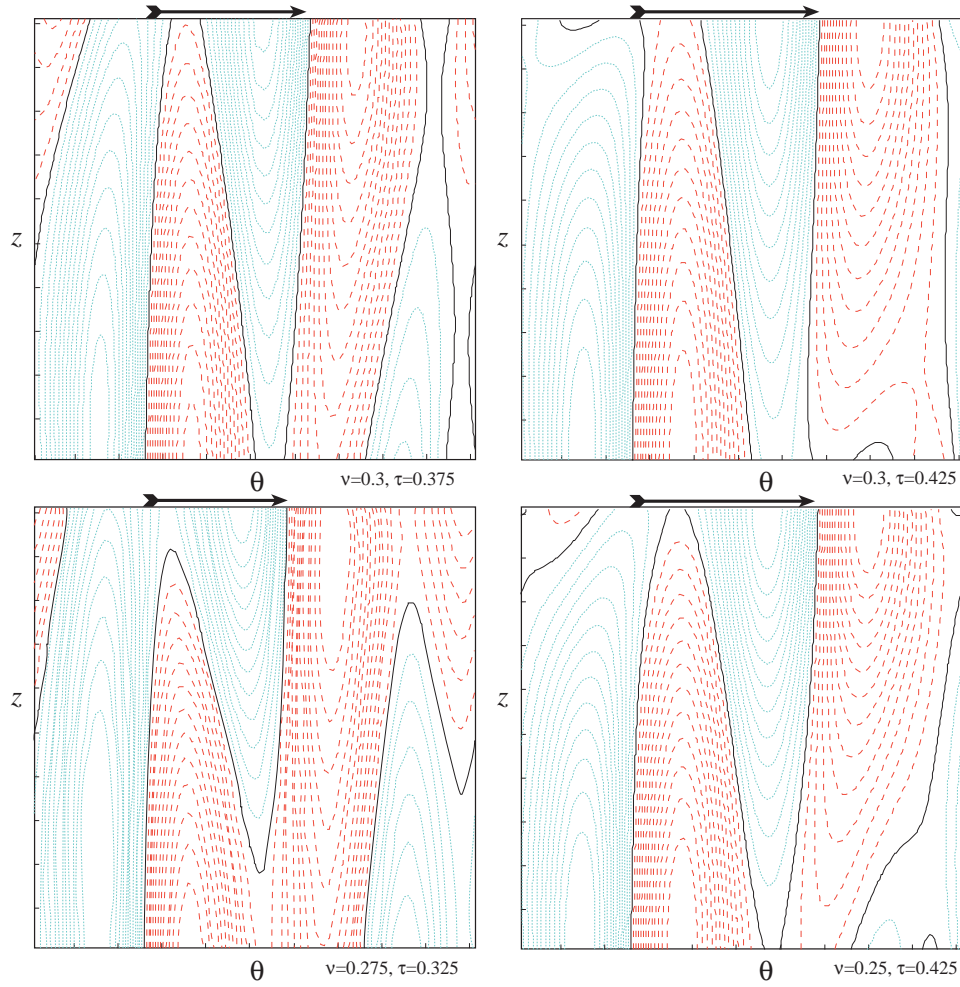 z
z
θ
ν=0.3, τ=0.375
θ
ν=0.3, τ=0.425
z
z
θ
ν=0.275, τ=0.325
θ
ν=0.25, τ=0.425